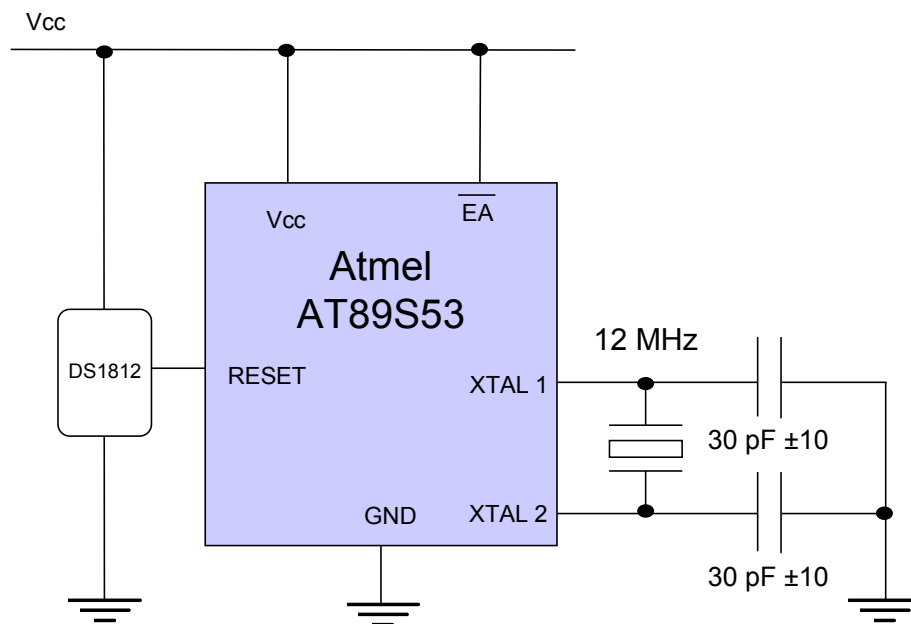 Vcc
Vcc
EA
Atmel
AT89S53
DS1812
RESET
12 MHz
XTAL 1
30 pF ±10
GND
XTAL 2
30 pF ±10